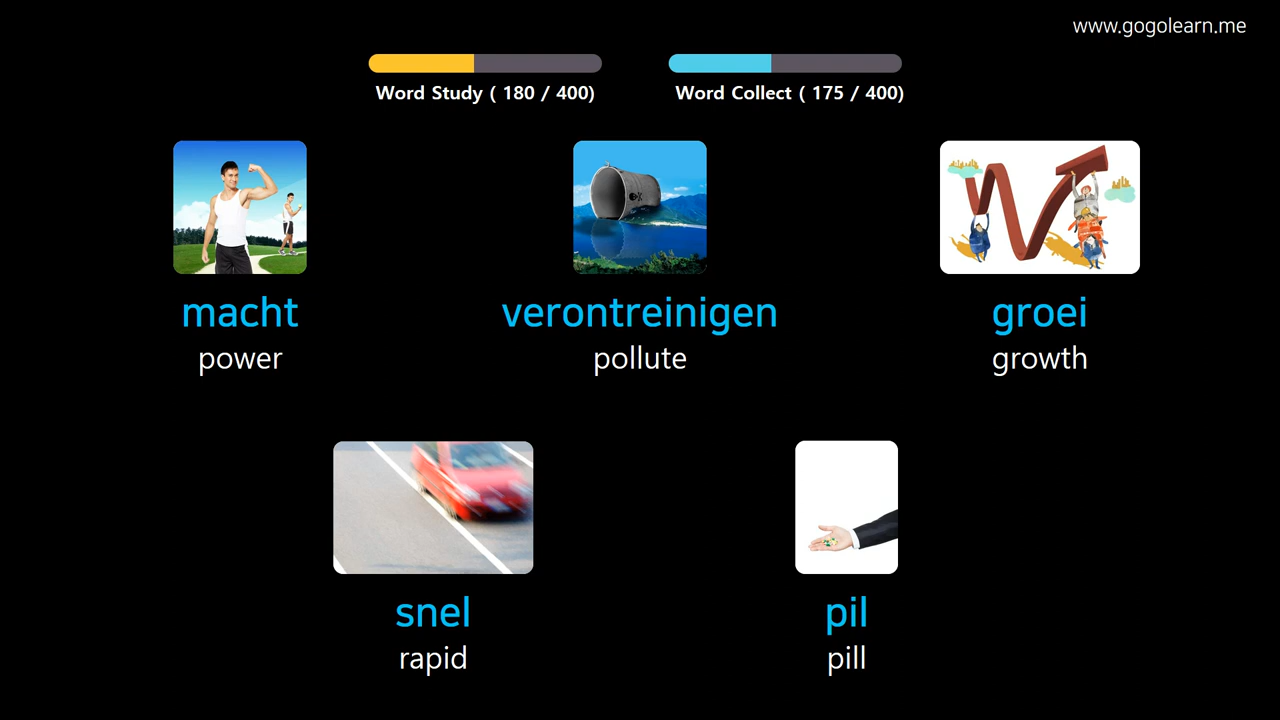 www.gogolearn.me
Word Study ( 180 / 400)
Word Collect ( 175 / 400)
macht
power
verontreinigen
pollute
groei
growth
snel
rapid
pil
pill